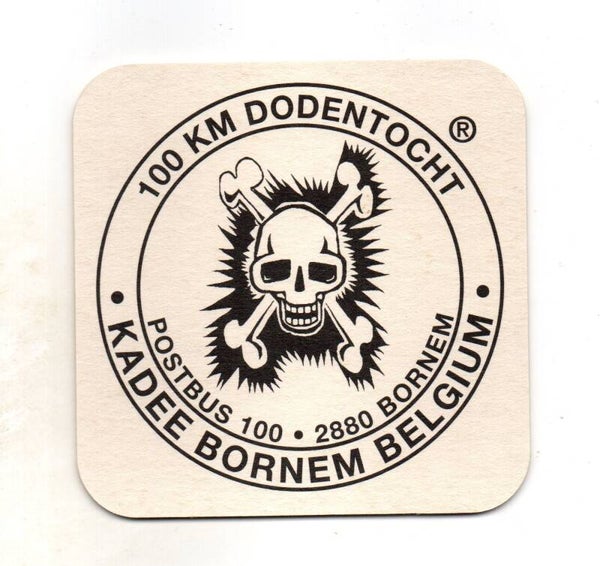 100 KM DODENTOCHT
®
POSTBUS 100 • 2880 BORNEM
• KADEE BORNEM BELGIUM •